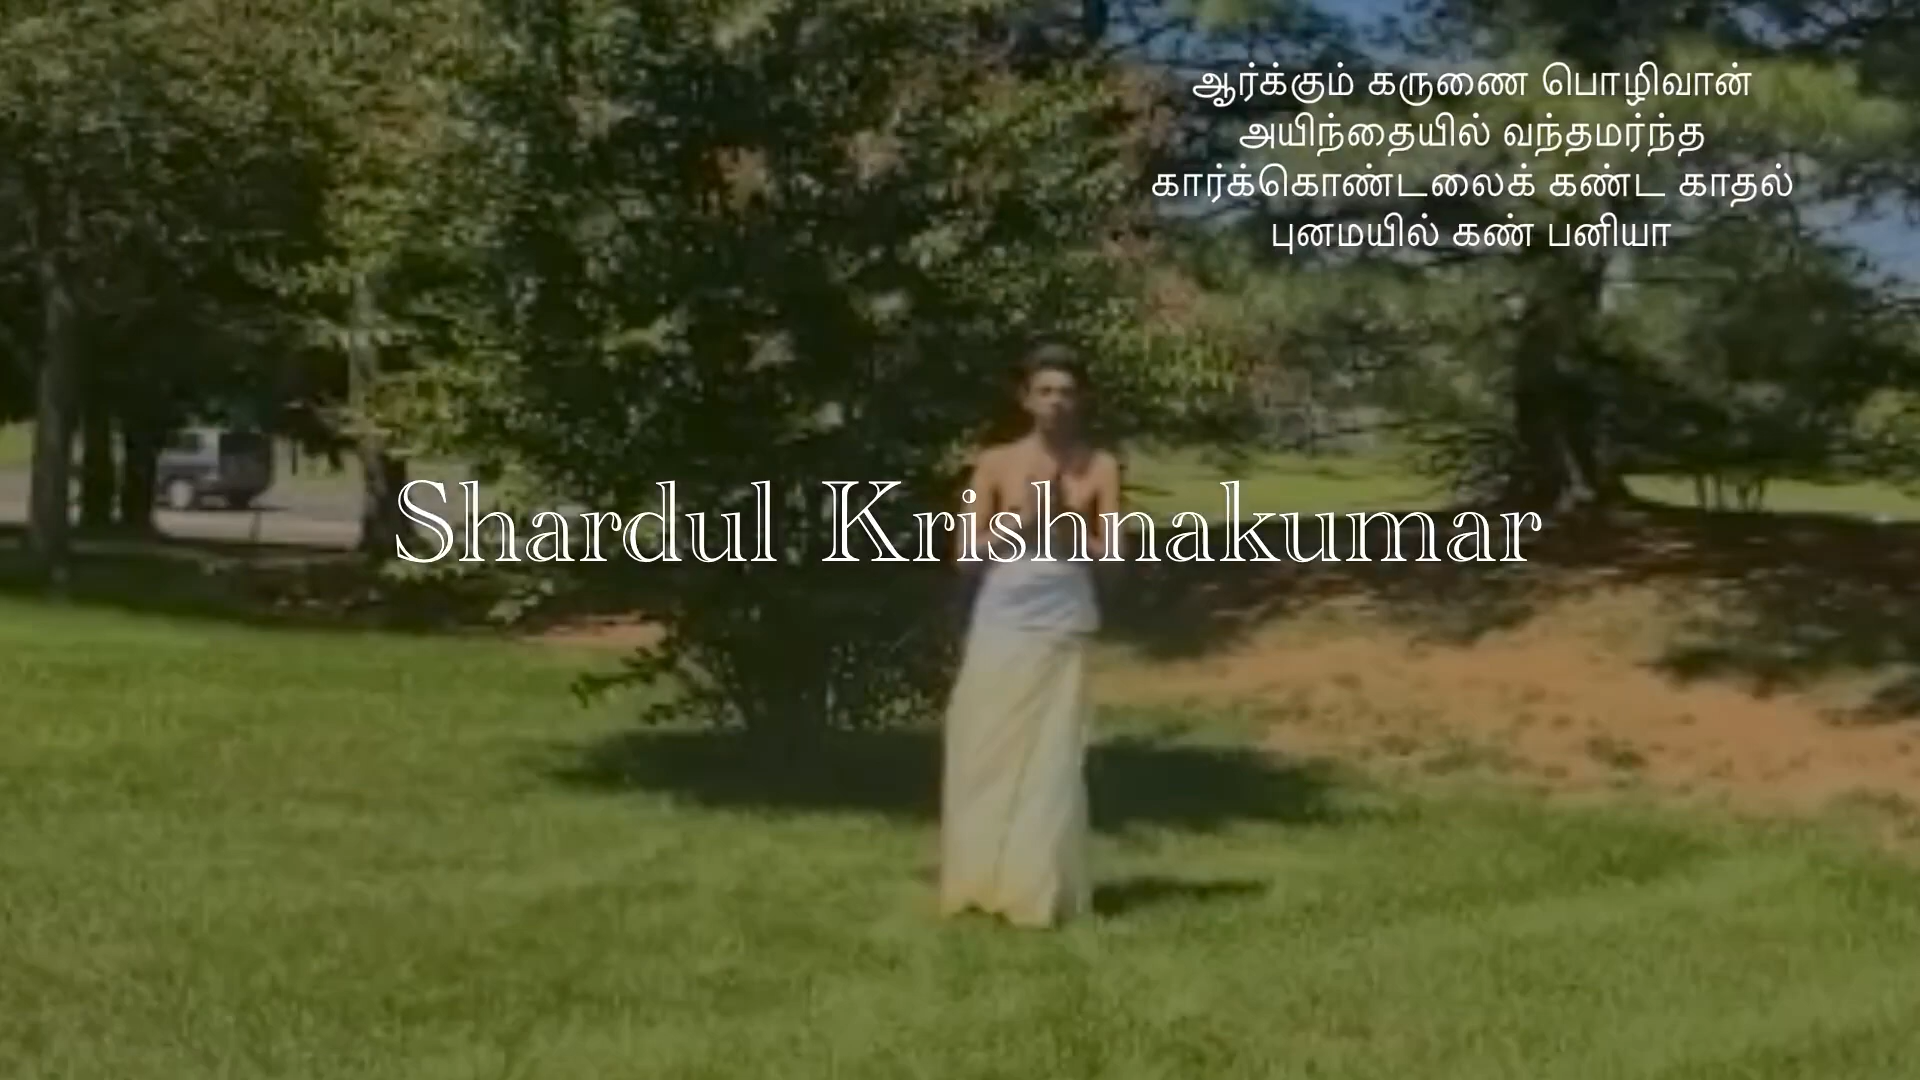 ஆர்க்கும் கருணை பொழிவான்
அயிந்தையில் வந்தமர்ந்த
கார்க்கொண்டலைக் கண்ட காதல்
புனமயில் கண் பனியா
Shardul Krishnakumar